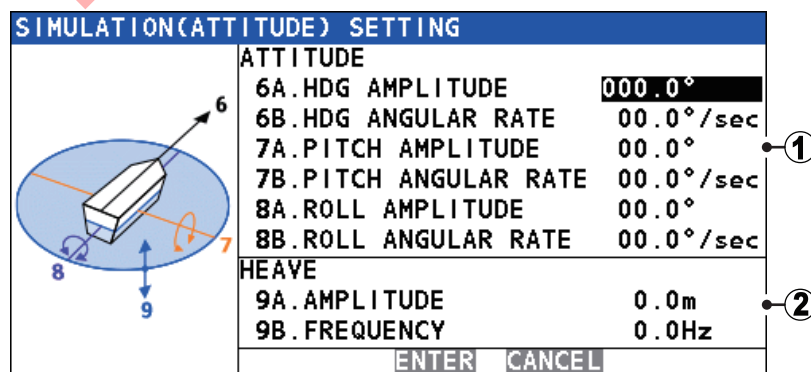 SIMULATION(ATTITUDE) SETTING
ATTITUDE
6A.HDG AMPLITUDE 000.0°
6B.HDG ANGULAR RATE 00.0°/sec
7A.PITCH AMPLITUDE 00.0°
7B.PITCH ANGULAR RATE 00.0°/sec
8A.ROLL AMPLITUDE 00.0°
8B.ROLL ANGULAR RATE 00.0°/sec
1
HEAVE
9A.AMPLITUDE 0.0m
9B.FREQUENCY 0.0Hz
2
ENTER CANCEL
6
7
8
9